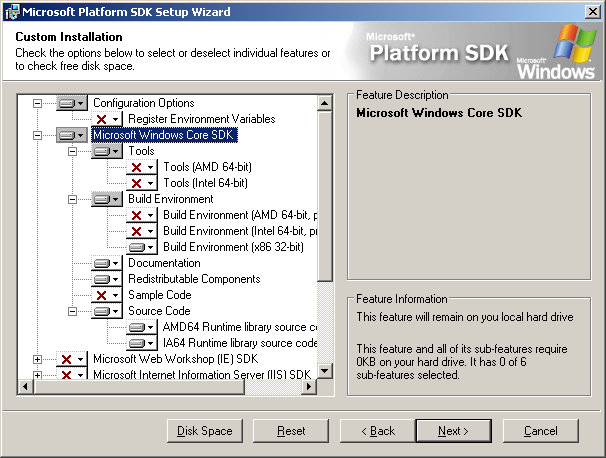 Microsoft Platform SDK Setup Wizard
Custom Installation
Check the options below to select or deselect individual features or
to check free disk space.
Microsoft®
Platform SDK
Microsoft®
Windows
Configuration Options
Register Environment Variables
Microsoft Windows Core SDK
Tools
Tools (AMD 64-bit)
Tools (Intel 64-bit)
Build Environment
Build Environment (AMD 64-bit, p
Build Environment (Intel 64-bit, pr
Build Environment (x86 32-bit)
Documentation
Redistributable Components
Sample Code
Source Code
AMD64 Runtime library source co
IA64 Runtime library source code
Microsoft Web Workshop (IE) SDK
Microsoft Internet Information Server (IIS) SDK
Feature Description
Microsoft Windows Core SDK
Feature Information
This feature will remain on you local hard drive
This feature and all of its sub-features require
0KB on your hard drive. It has 0 of 6
sub-features selected.
Disk Space
Reset
< Back
Next >
Cancel